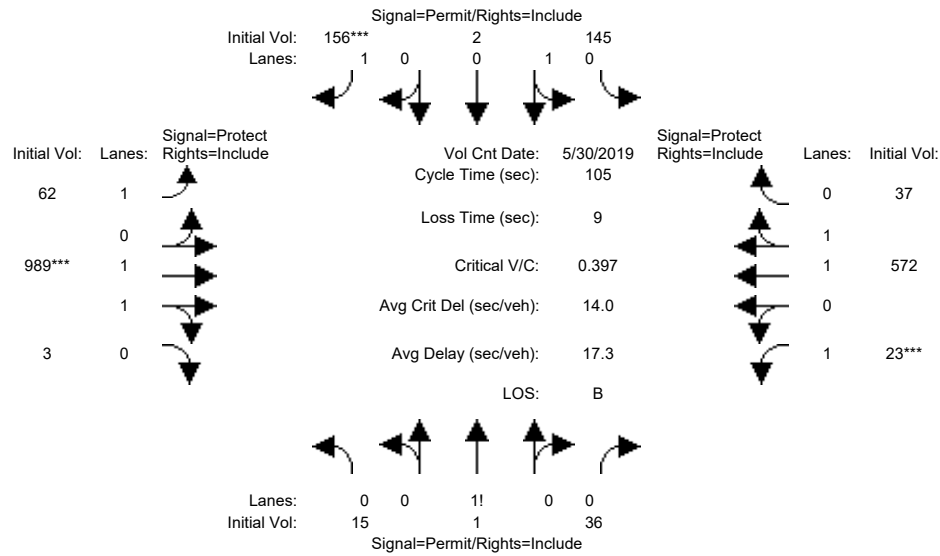 Signal=Permit/Rights=Include
Initial Vol: 156*** 2 145
Lanes: 1 0 0 1 0
Signal=Protect Signal=Protect
Initial Vol: Lanes: Rights=Include Vol Cnt Date: 5/30/2019 Rights=Include Lanes: Initial Vol:
Cycle Time (sec): 105
62 1 0 37
Loss Time (sec): 9
0 1
989*** 1 Critical V/C: 0.397 1 572
1 Avg Crit Del (sec/veh): 14.0 0
3 0 Avg Delay (sec/veh): 17.3 1 23***
LOS: B
Lanes: 0 0 1! 0 0
Initial Vol: 15 1 36
Signal=Permit/Rights=Include